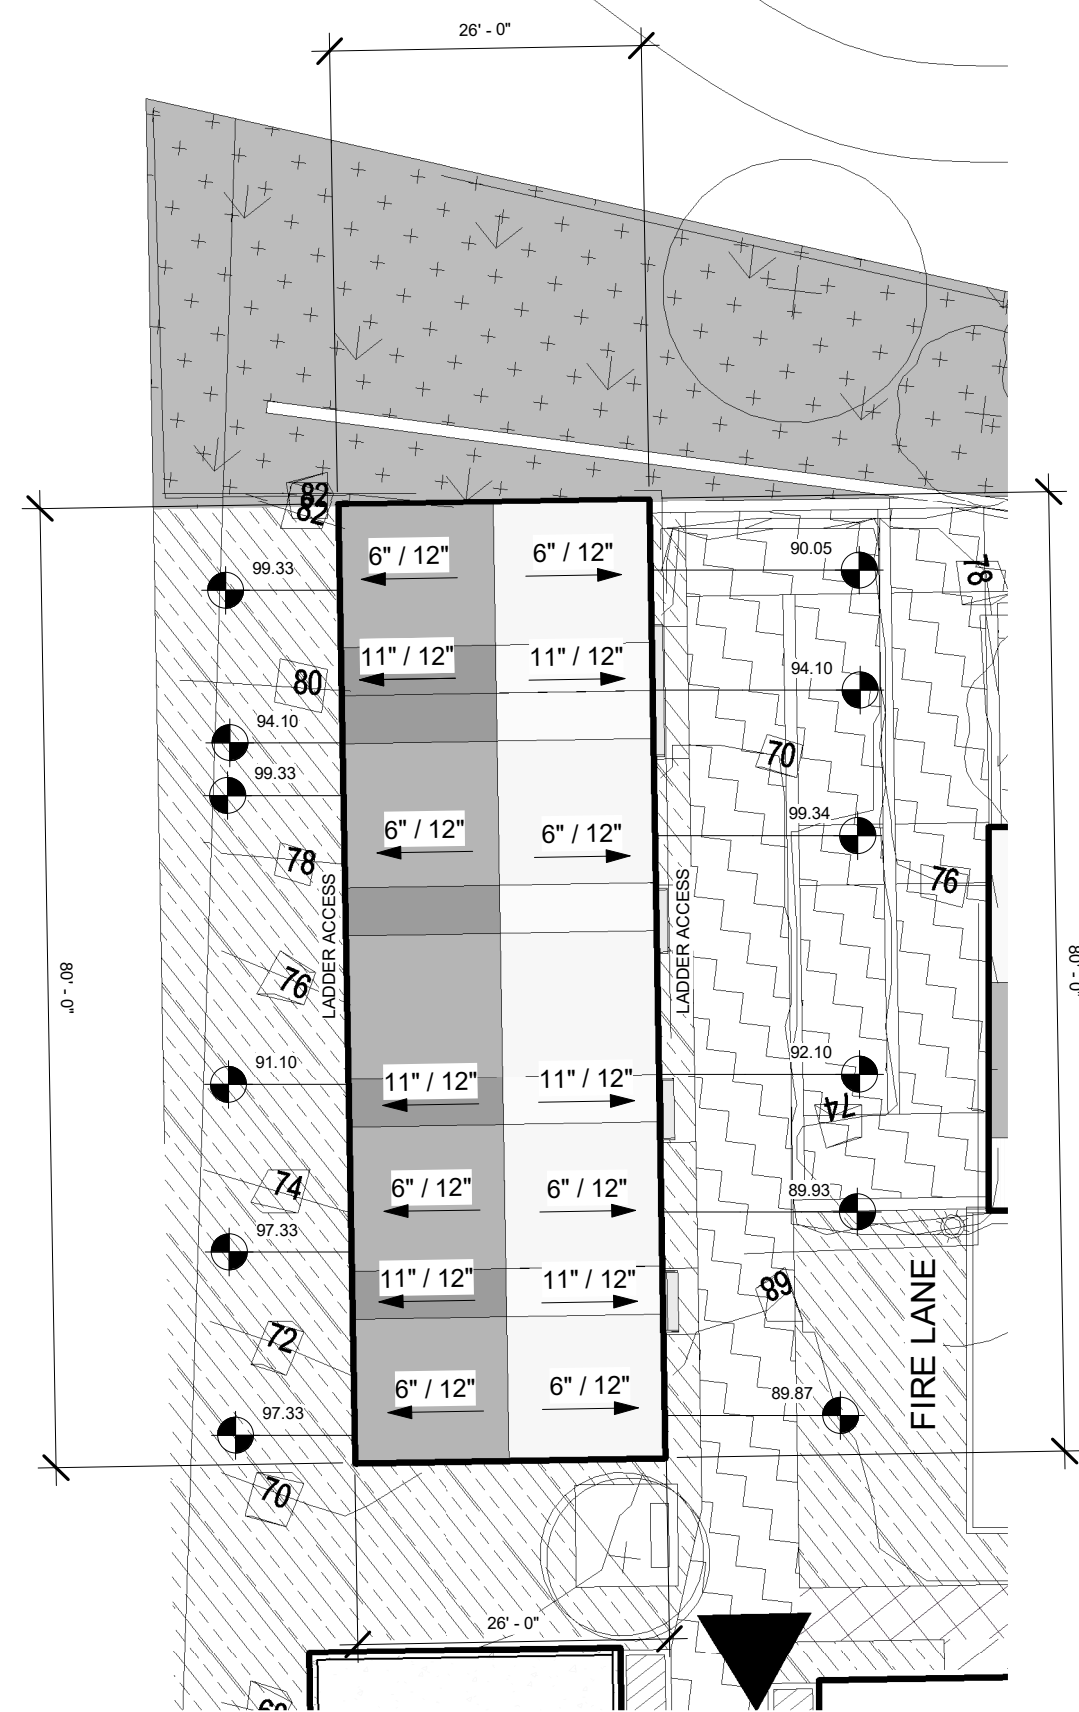 26' - 0"
82
82
6" / 12"
6" / 12"
90.05
99.33
78
11" / 12"
11" / 12"
94.10
80
94.10
70
99.33
99.34
6" / 12"
6" / 12"
78
76
LADDER ACCESS
LADDER ACCESS
80' - 0"
80' - 0"
76
91.10
11" / 12"
11" / 12"
92.10
74
74
6" / 12"
6" / 12"
89.93
97.33
11" / 12"
11" / 12"
68
72
FIRE LANE
6" / 12"
6" / 12"
89.87
97.33
70
26' - 0"